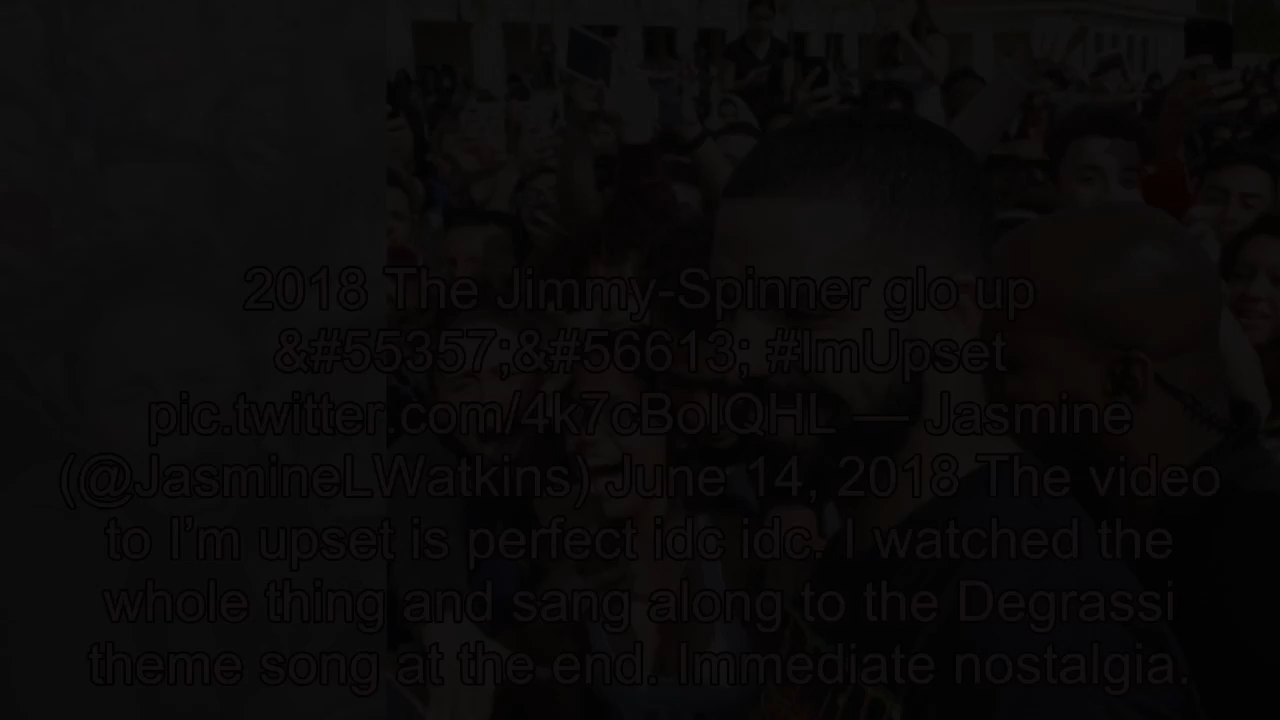 2018 The Jimmy-Spinner glo up
&#55357;&#56613; #ImUpset
pic.twitter.com/4k7cBolQHL — Jasmine
(@JasmineLWatkins) June 14, 2018 The video
to I’m upset is perfect idc idc. I watched the
whole thing and sang along to the Degrassi
theme song at the end. Immediate nostalgia.